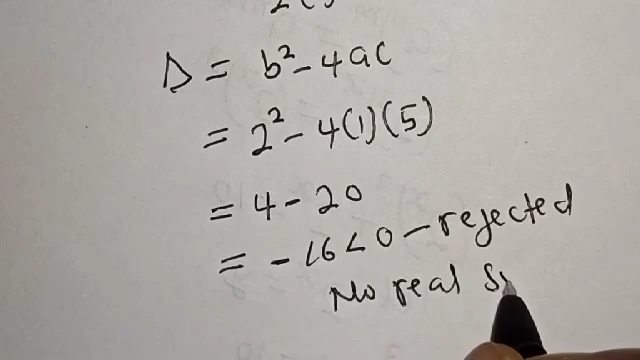 D = b² - 4ac
= 2² - 4(1)(5)
= 4 - 20
= -16 < 0 - rejected
No real